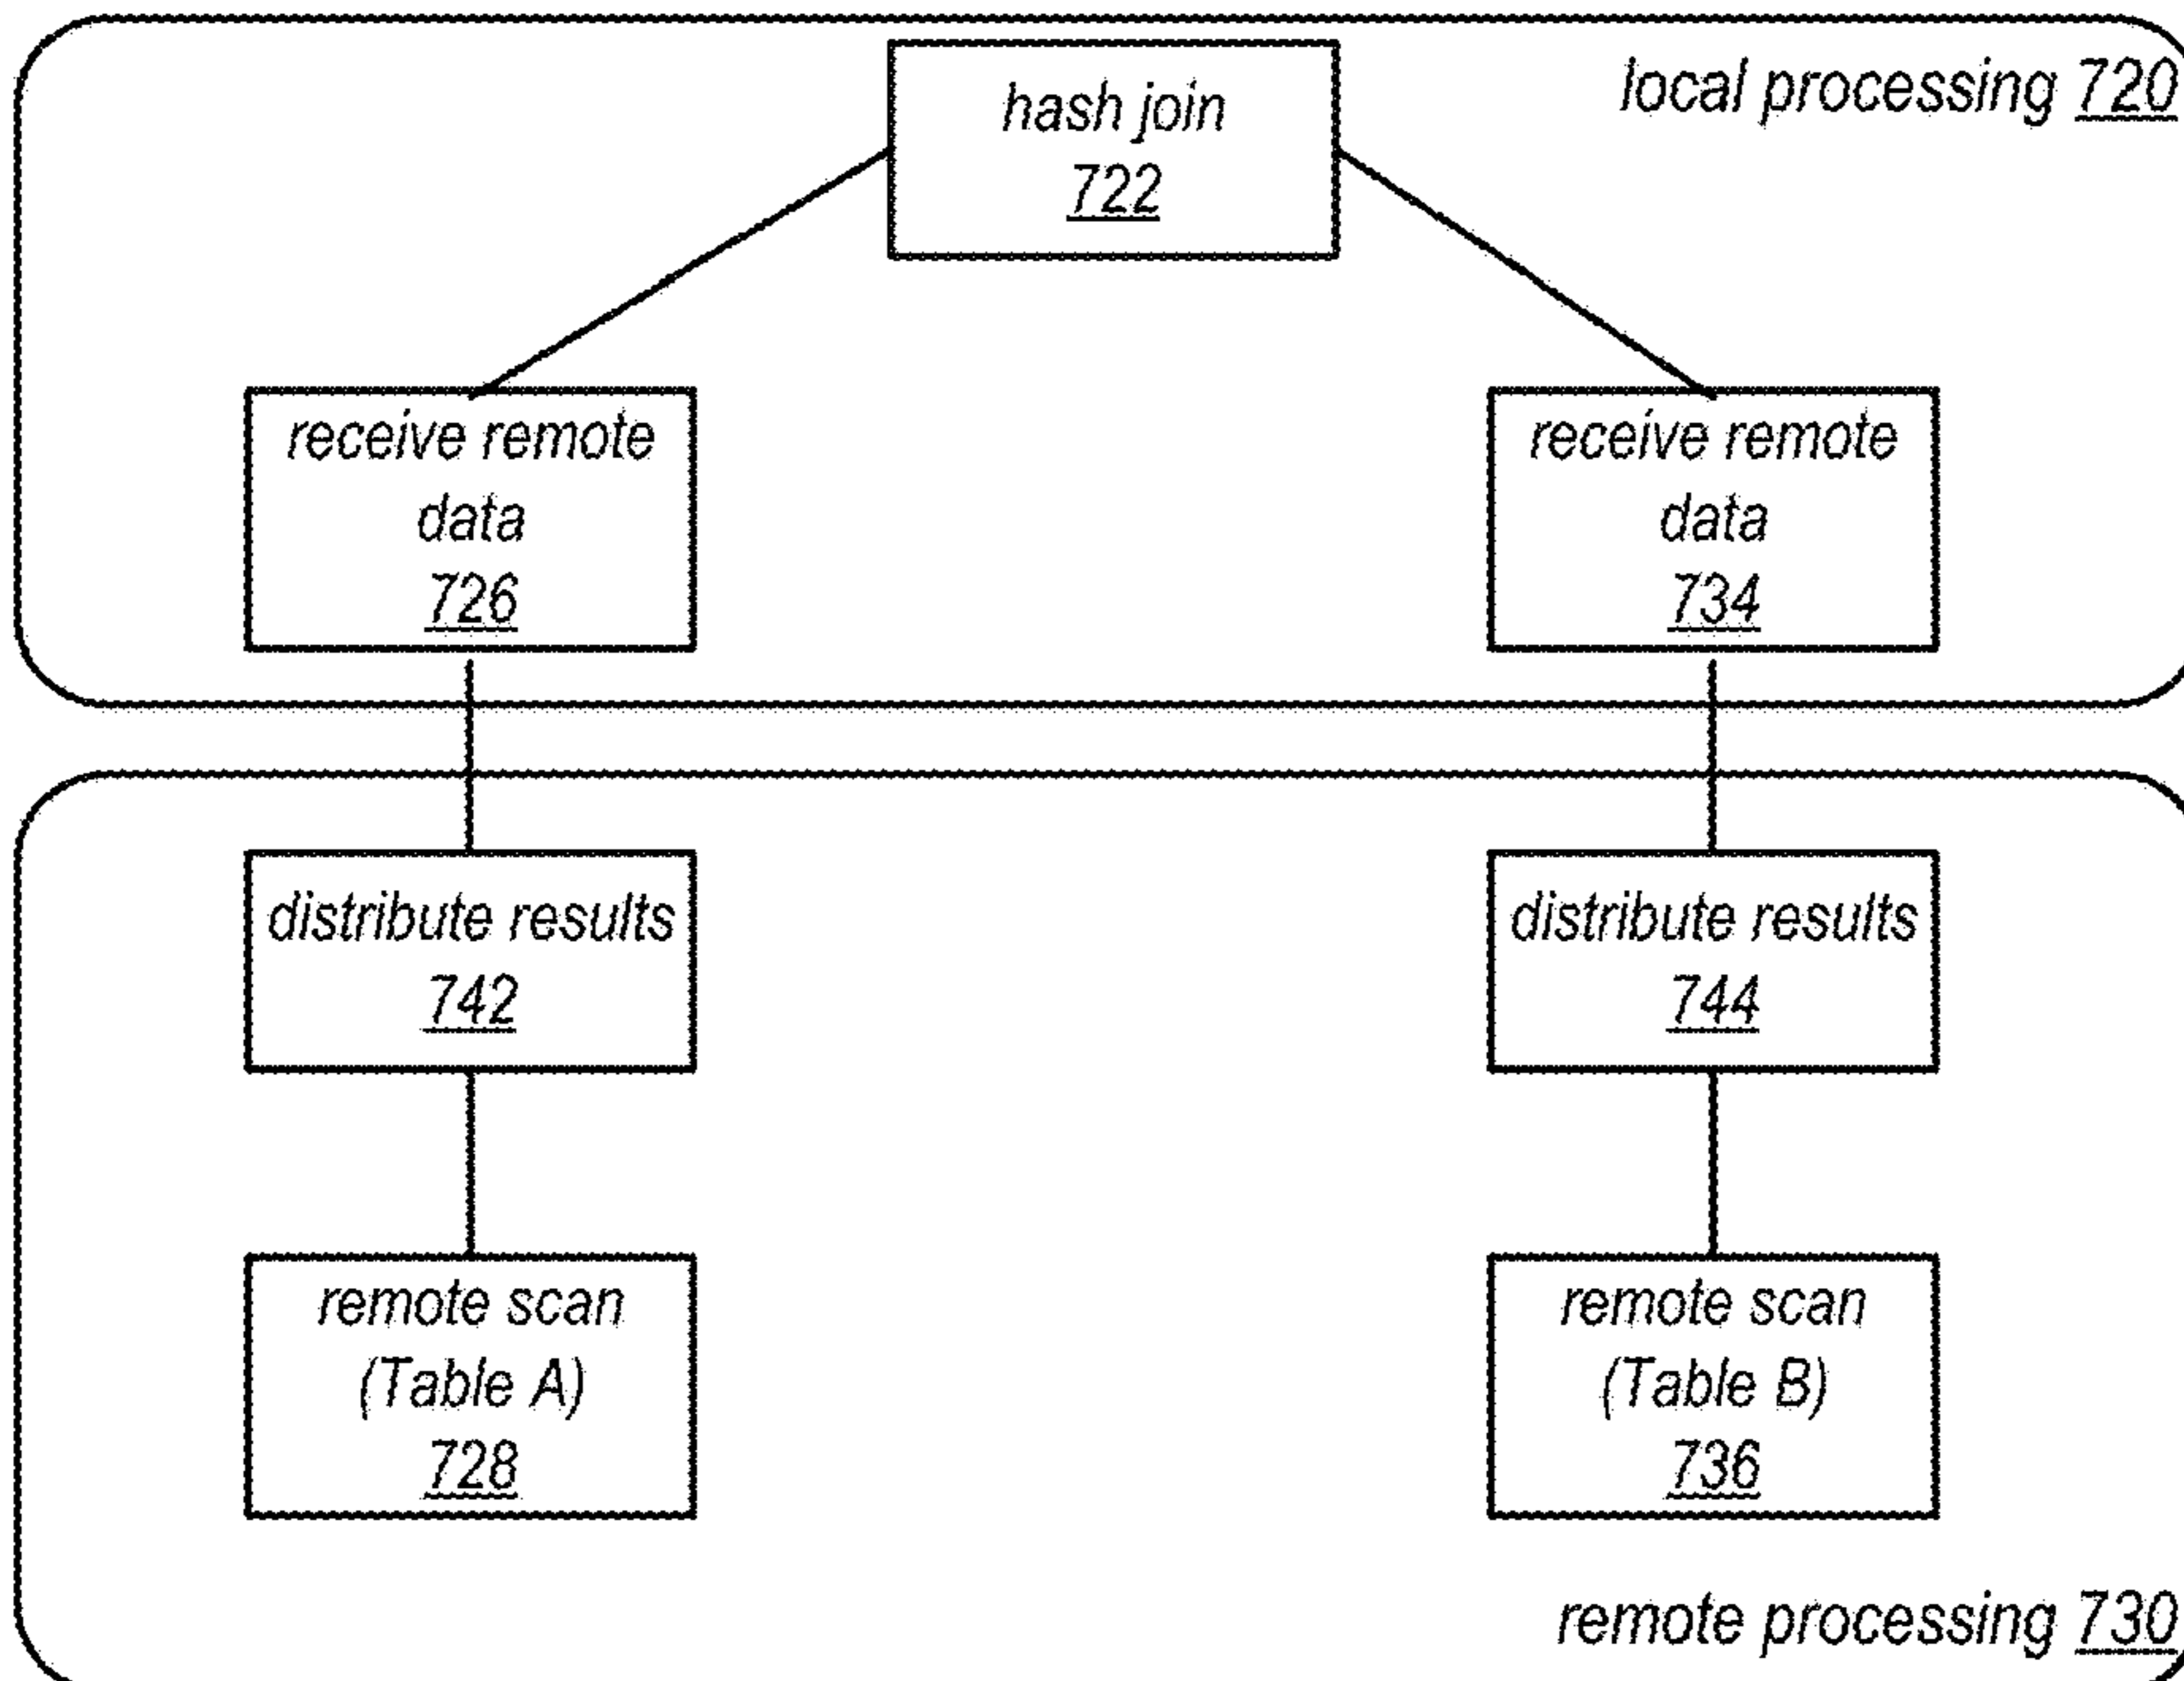 local processing 720
hash join
722
receive remote
data
726
receive remote
data
734
distribute results
742
distribute results
744
remote scan
(Table A)
728
remote scan
(Table B)
736
remote processing 730